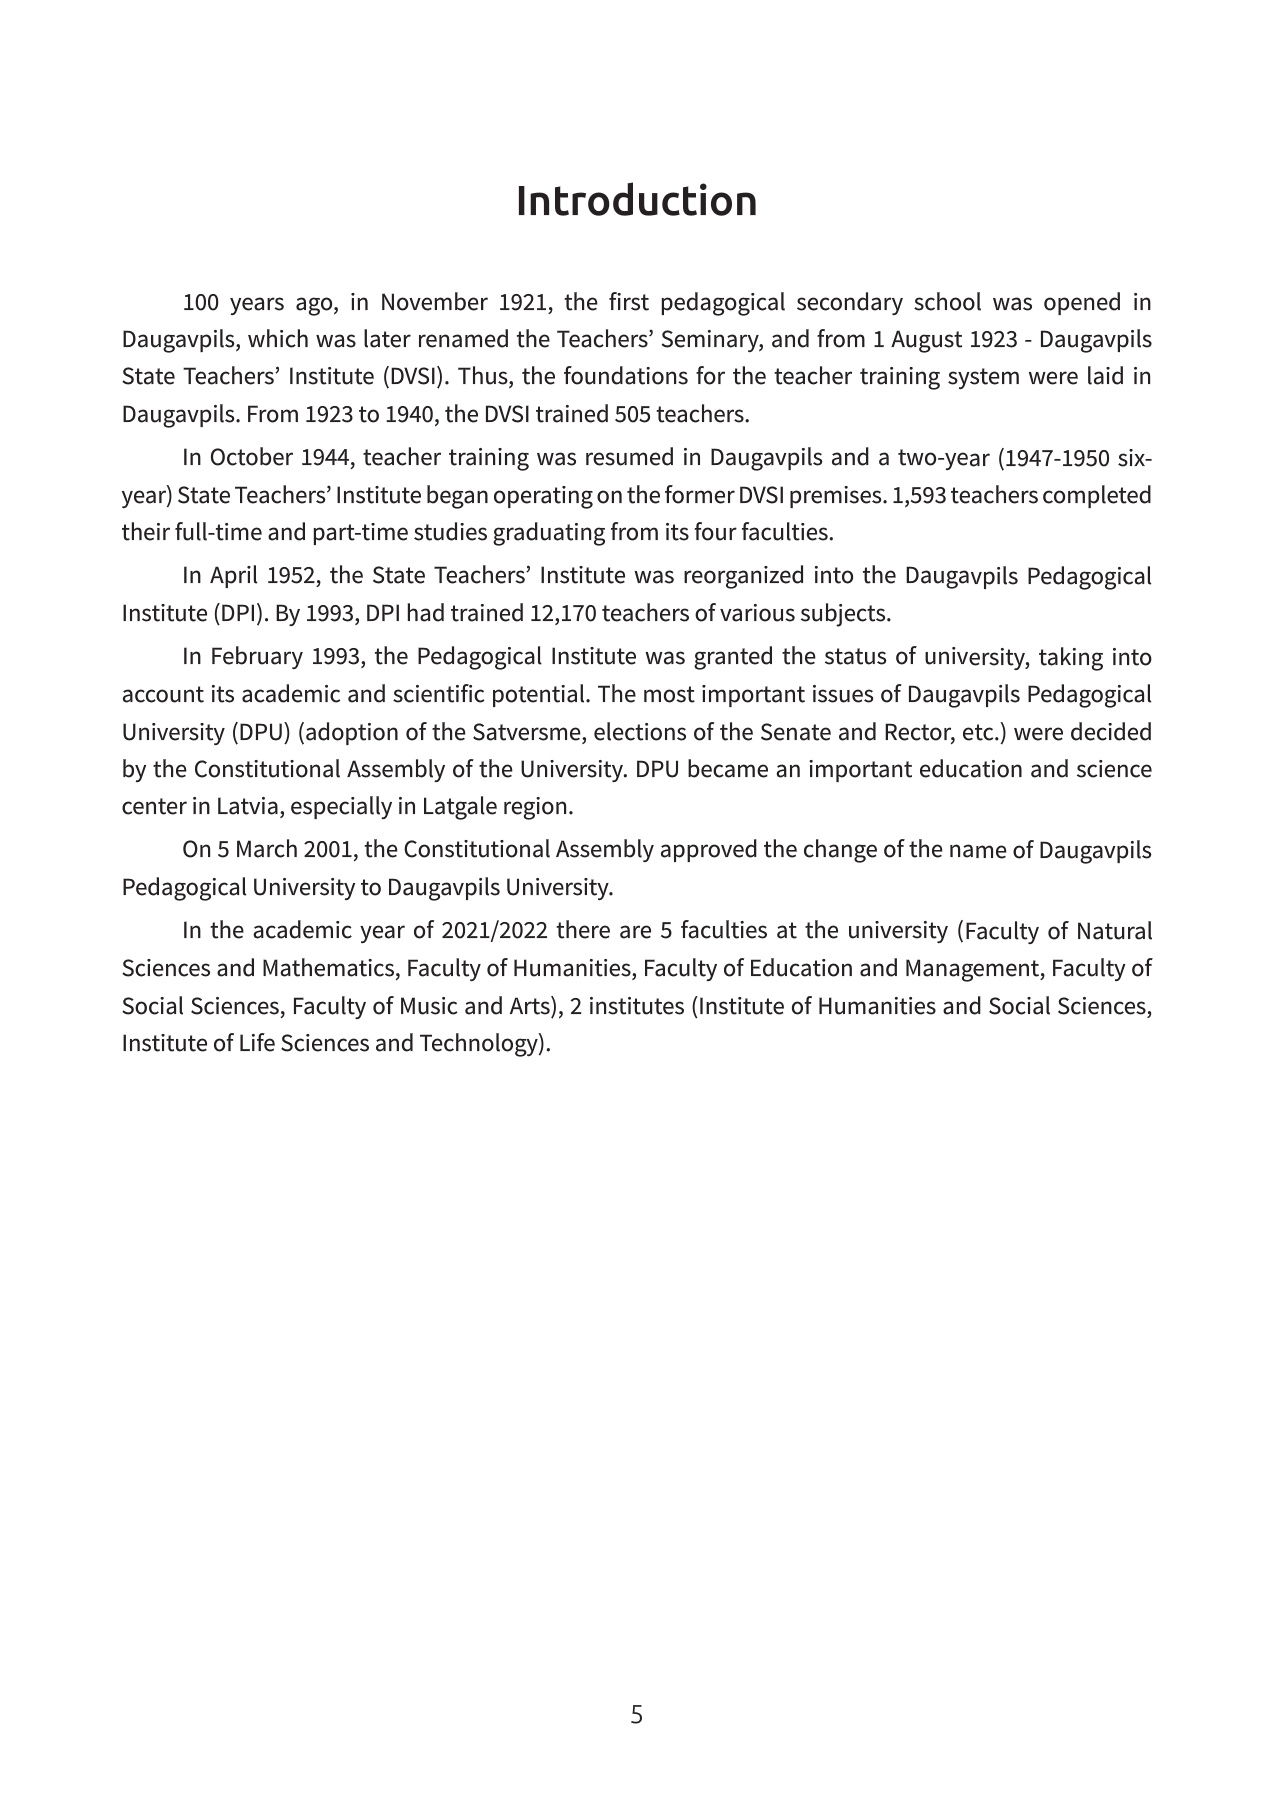 Introduction
100 years ago, in November 1921, the first pedagogical secondary school was opened in
Daugavpils, which was later renamed the Teachers’ Seminary, and from 1 August 1923 - Daugavpils
State Teachers’ Institute (DVSI). Thus, the foundations for the teacher training system were laid in
Daugavpils. From 1923 to 1940, the DVSI trained 505 teachers.
In October 1944, teacher training was resumed in Daugavpils and a two-year (1947-1950 six-
year) State Teachers’ Institute began operating on the former DVSI premises. 1,593 teachers completed
their full-time and part-time studies graduating from its four faculties.
In April 1952, the State Teachers’ Institute was reorganized into the Daugavpils Pedagogical
Institute (DPI). By 1993, DPI had trained 12,170 teachers of various subjects.
In February 1993, the Pedagogical Institute was granted the status of university, taking into
account its academic and scientific potential. The most important issues of Daugavpils Pedagogical
University (DPU) (adoption of the Satversme, elections of the Senate and Rector, etc.) were decided
by the Constitutional Assembly of the University. DPU became an important education and science
center in Latvia, especially in Latgale region.
On 5 March 2001, the Constitutional Assembly approved the change of the name of Daugavpils
Pedagogical University to Daugavpils University.
In the academic year of 2021/2022 there are 5 faculties at the university (Faculty of Natural
Sciences and Mathematics, Faculty of Humanities, Faculty of Education and Management, Faculty of
Social Sciences, Faculty of Music and Arts), 2 institutes (Institute of Humanities and Social Sciences,
Institute of Life Sciences and Technology).
5